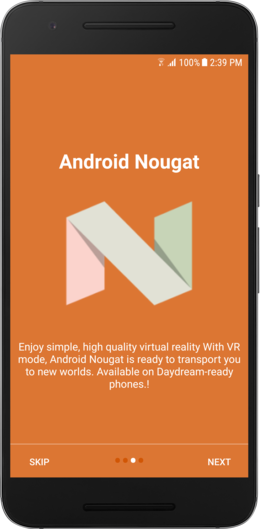 100% 2:39 PM
Android Nougat
Enjoy simple, high quality virtual reality With VR
mode, Android Nougat is ready to transport you
to new worlds. Available on Daydream-ready
phones.!
SKIP NEXT